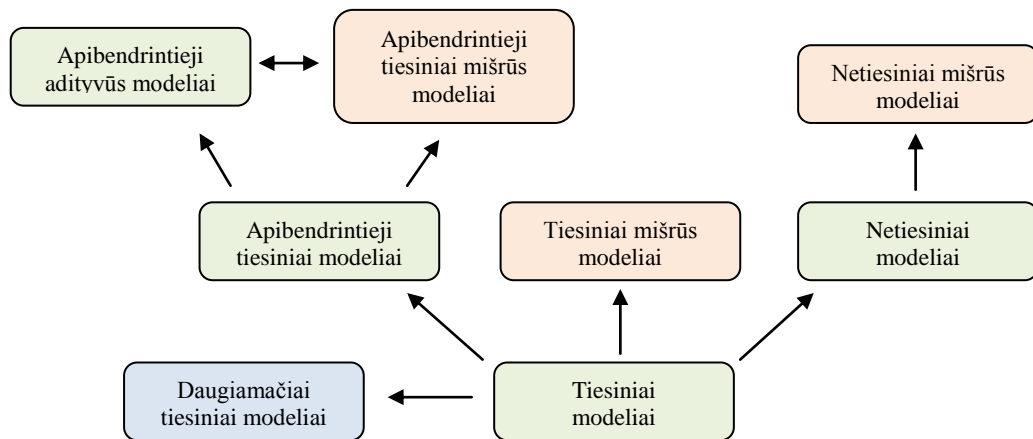 Apibendrintieji
adityvūs modeliai
Apibendrintieji
tiesiniai mišrūs
modeliai
Netiesiniai mišrūs
modeliai
Apibendrintieji
tiesiniai modeliai
Tiesiniai mišrūs
modeliai
Netiesiniai
modeliai
Daugiamačiai
tiesiniai modeliai
Tiesiniai
modeliai